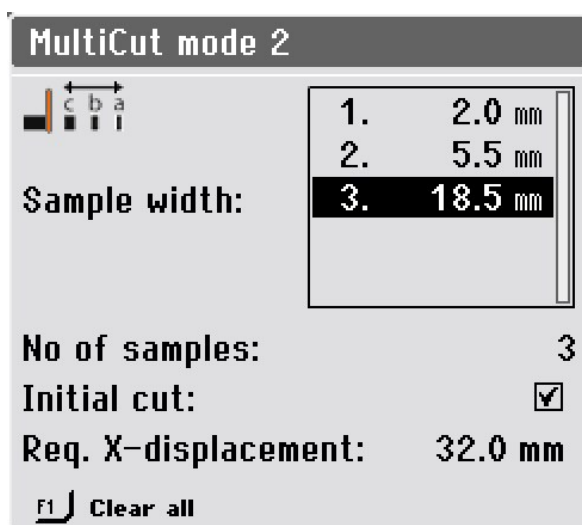 MultiCut mode 2
c b a
1. 2.0 mm
2. 5.5 mm
Sample width:
3. 18.5 mm
No of samples: 3
Initial cut:
Req. X-displacement: 32.0 mm
F1 Clear all